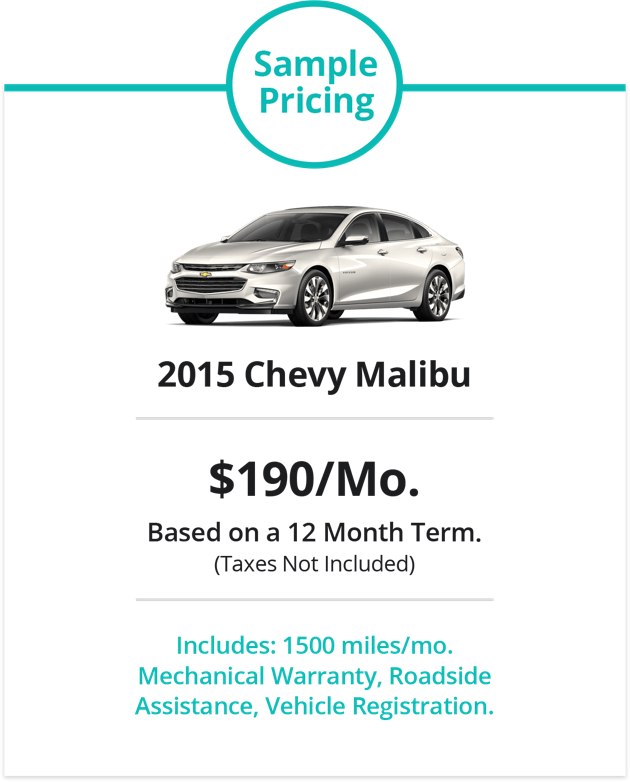 Sample
Pricing
2015 Chevy Malibu
$190/Mo.
Based on a 12 Month Term.
(Taxes Not Included)
Includes: 1500 miles/mo.
Mechanical Warranty, Roadside
Assistance, Vehicle Registration.